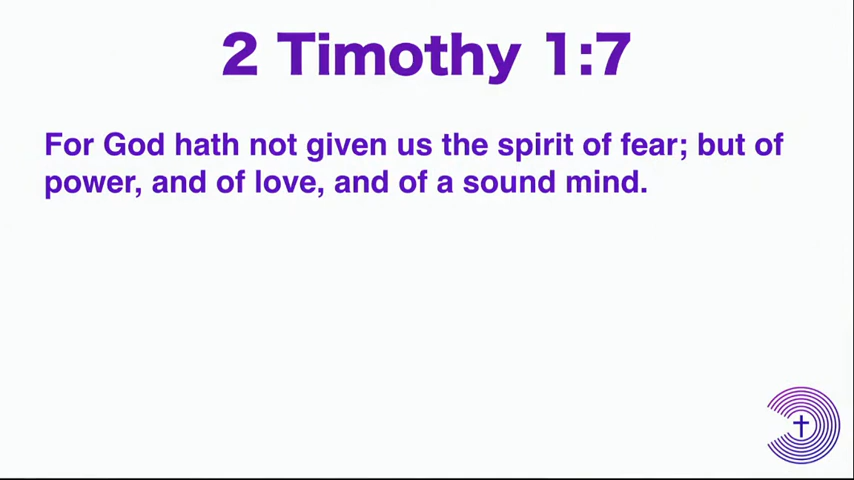 2 Timothy 1:7
For God hath not given us the spirit of fear; but of
power, and of love, and of a sound mind.